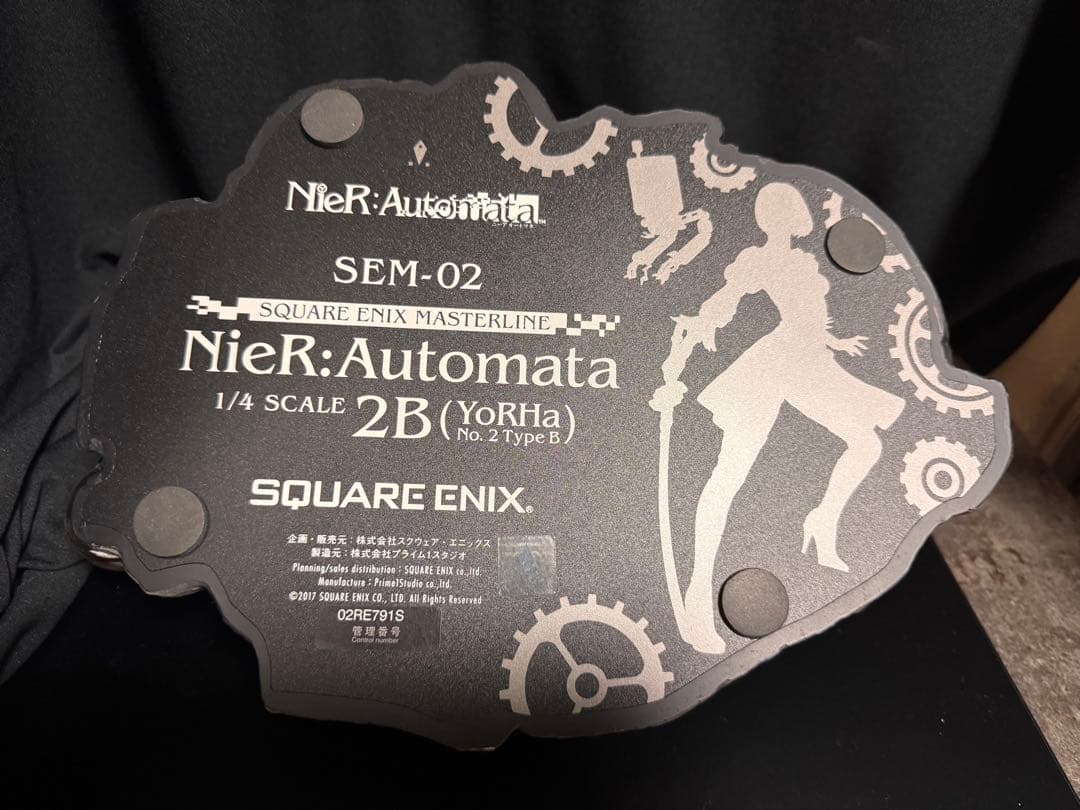 NieR:Automata™
ニーア オートマタ
SEM-02
SQUARE ENIX MASTERLINE
NieR:Automata
1/4 SCALE 2B (YoRHa No. 2 Type B)
SQUARE ENIX®
企画・販売元：株式会社スクウェア・エニックス
製造元：株式会社プライム1スタジオ
Planning/sales distribution : SQUARE ENIX co.,ltd.
Manufacture : Prime1Studio co.,ltd.
©2017 SQUARE ENIX CO., LTD. All Rights Reserved
02RE791S
管理番号
Control number